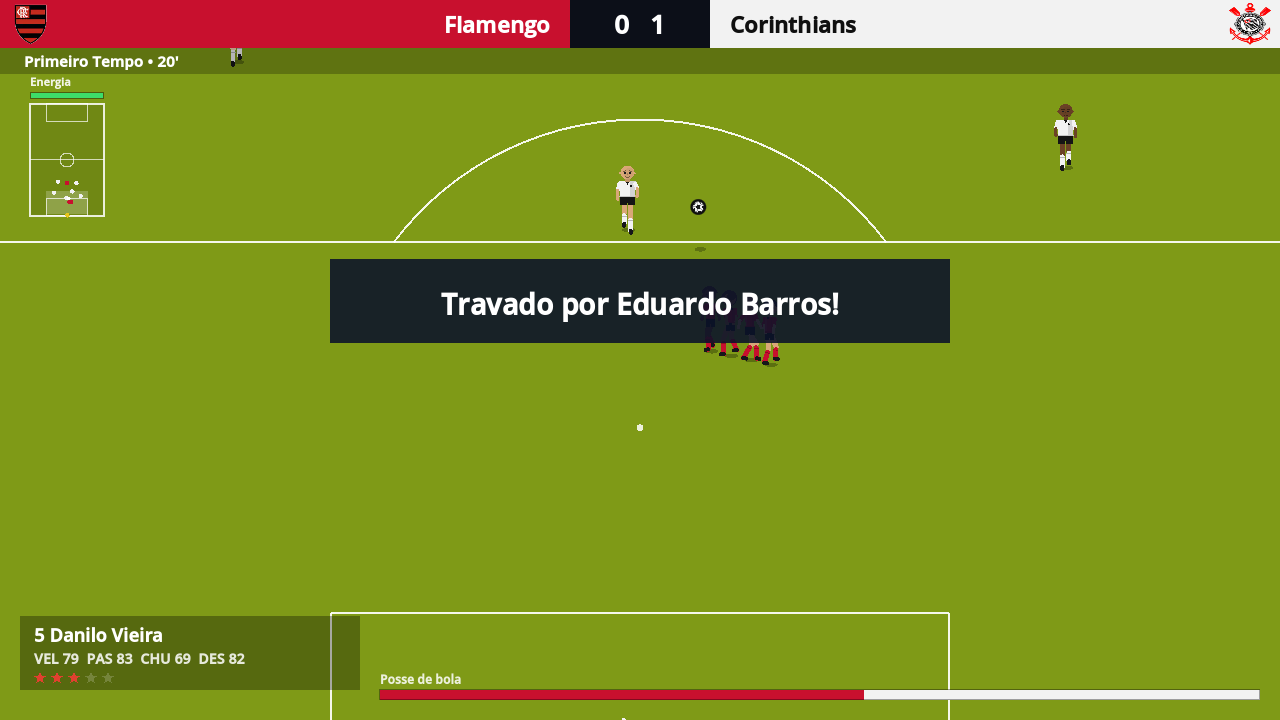 Flamengo 0 1 Corinthians
Primeiro Tempo • 20'
Energia
Travado por Eduardo Barros!
5 Danilo Vieira
VEL 79 PAS 83 CHU 69 DES 82
Posse de bola